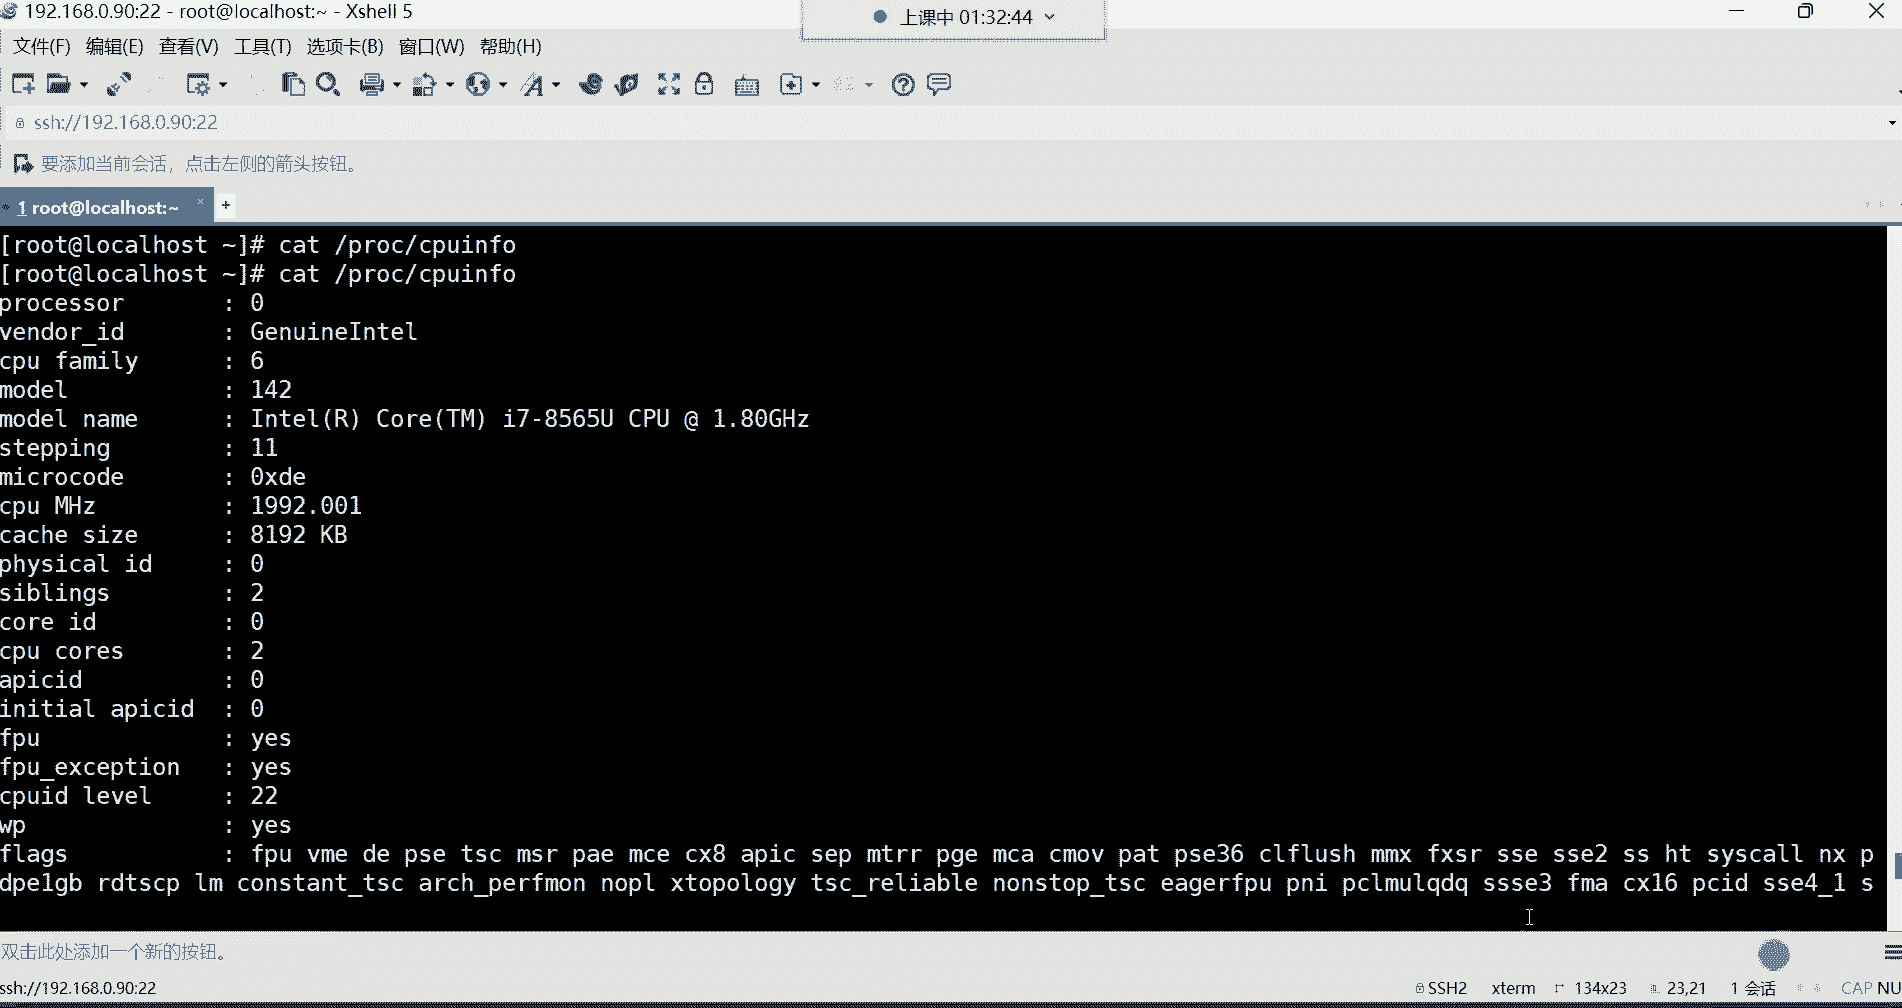 192.168.0.90:22 - root@localhost:~ - Xshell 5
上课中 01:32:44
文件(F) 编辑(E) 查看(V) 工具(T) 选项卡(B) 窗口(W) 帮助(H)
ssh://192.168.0.90:22
要添加当前会话，点击左侧的箭头按钮。
1 root@localhost:~ × +
[root@localhost ~]# cat /proc/cpuinfo
[root@localhost ~]# cat /proc/cpuinfo
processor : 0
vendor_id : GenuineIntel
cpu family : 6
model : 142
model name : Intel(R) Core(TM) i7-8565U CPU @ 1.80GHz
stepping : 11
microcode : 0xde
cpu MHz : 1992.001
cache size : 8192 KB
physical id : 0
siblings : 2
core id : 0
cpu cores : 2
apicid : 0
initial apicid : 0
fpu : yes
fpu_exception : yes
cpuid level : 22
wp : yes
flags : fpu vme de pse tsc msr pae mce cx8 apic sep mtrr pge mca cmov pat pse36 clflush mmx fxsr sse sse2 ss ht syscall nx p
dpe1gb rdtscp lm constant_tsc arch_perfmon nopl xtopology tsc_reliable nonstop_tsc eagerfpu pni pclmulqdq ssse3 fma cx16 pcid sse4_1 s
双击此处添加一个新的按钮。
ssh://192.168.0.90:22 SSH2 xterm 134x23 23,21 1 会话 CAP NU